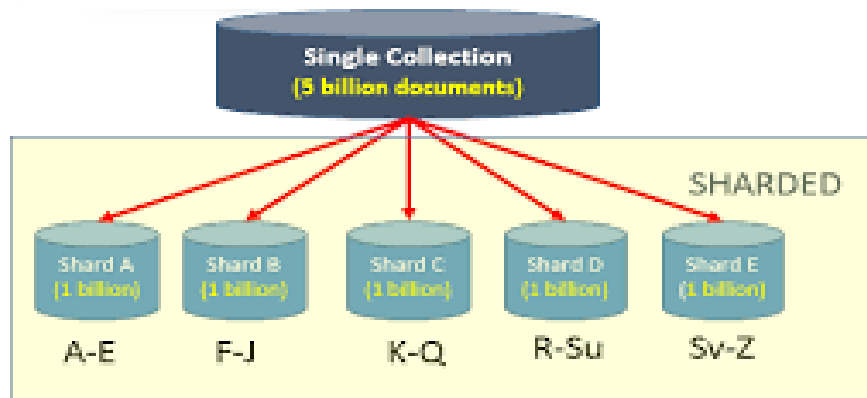 Single Collection
(5 billion documents)
SHARDED
Shard A
(1 billion)
Shard B
(1 billion)
Shard C
(1 billion)
Shard D
(1 billion)
Shard E
(1 billion)
A-E
F-J
K-Q
R-Su
Sv-Z